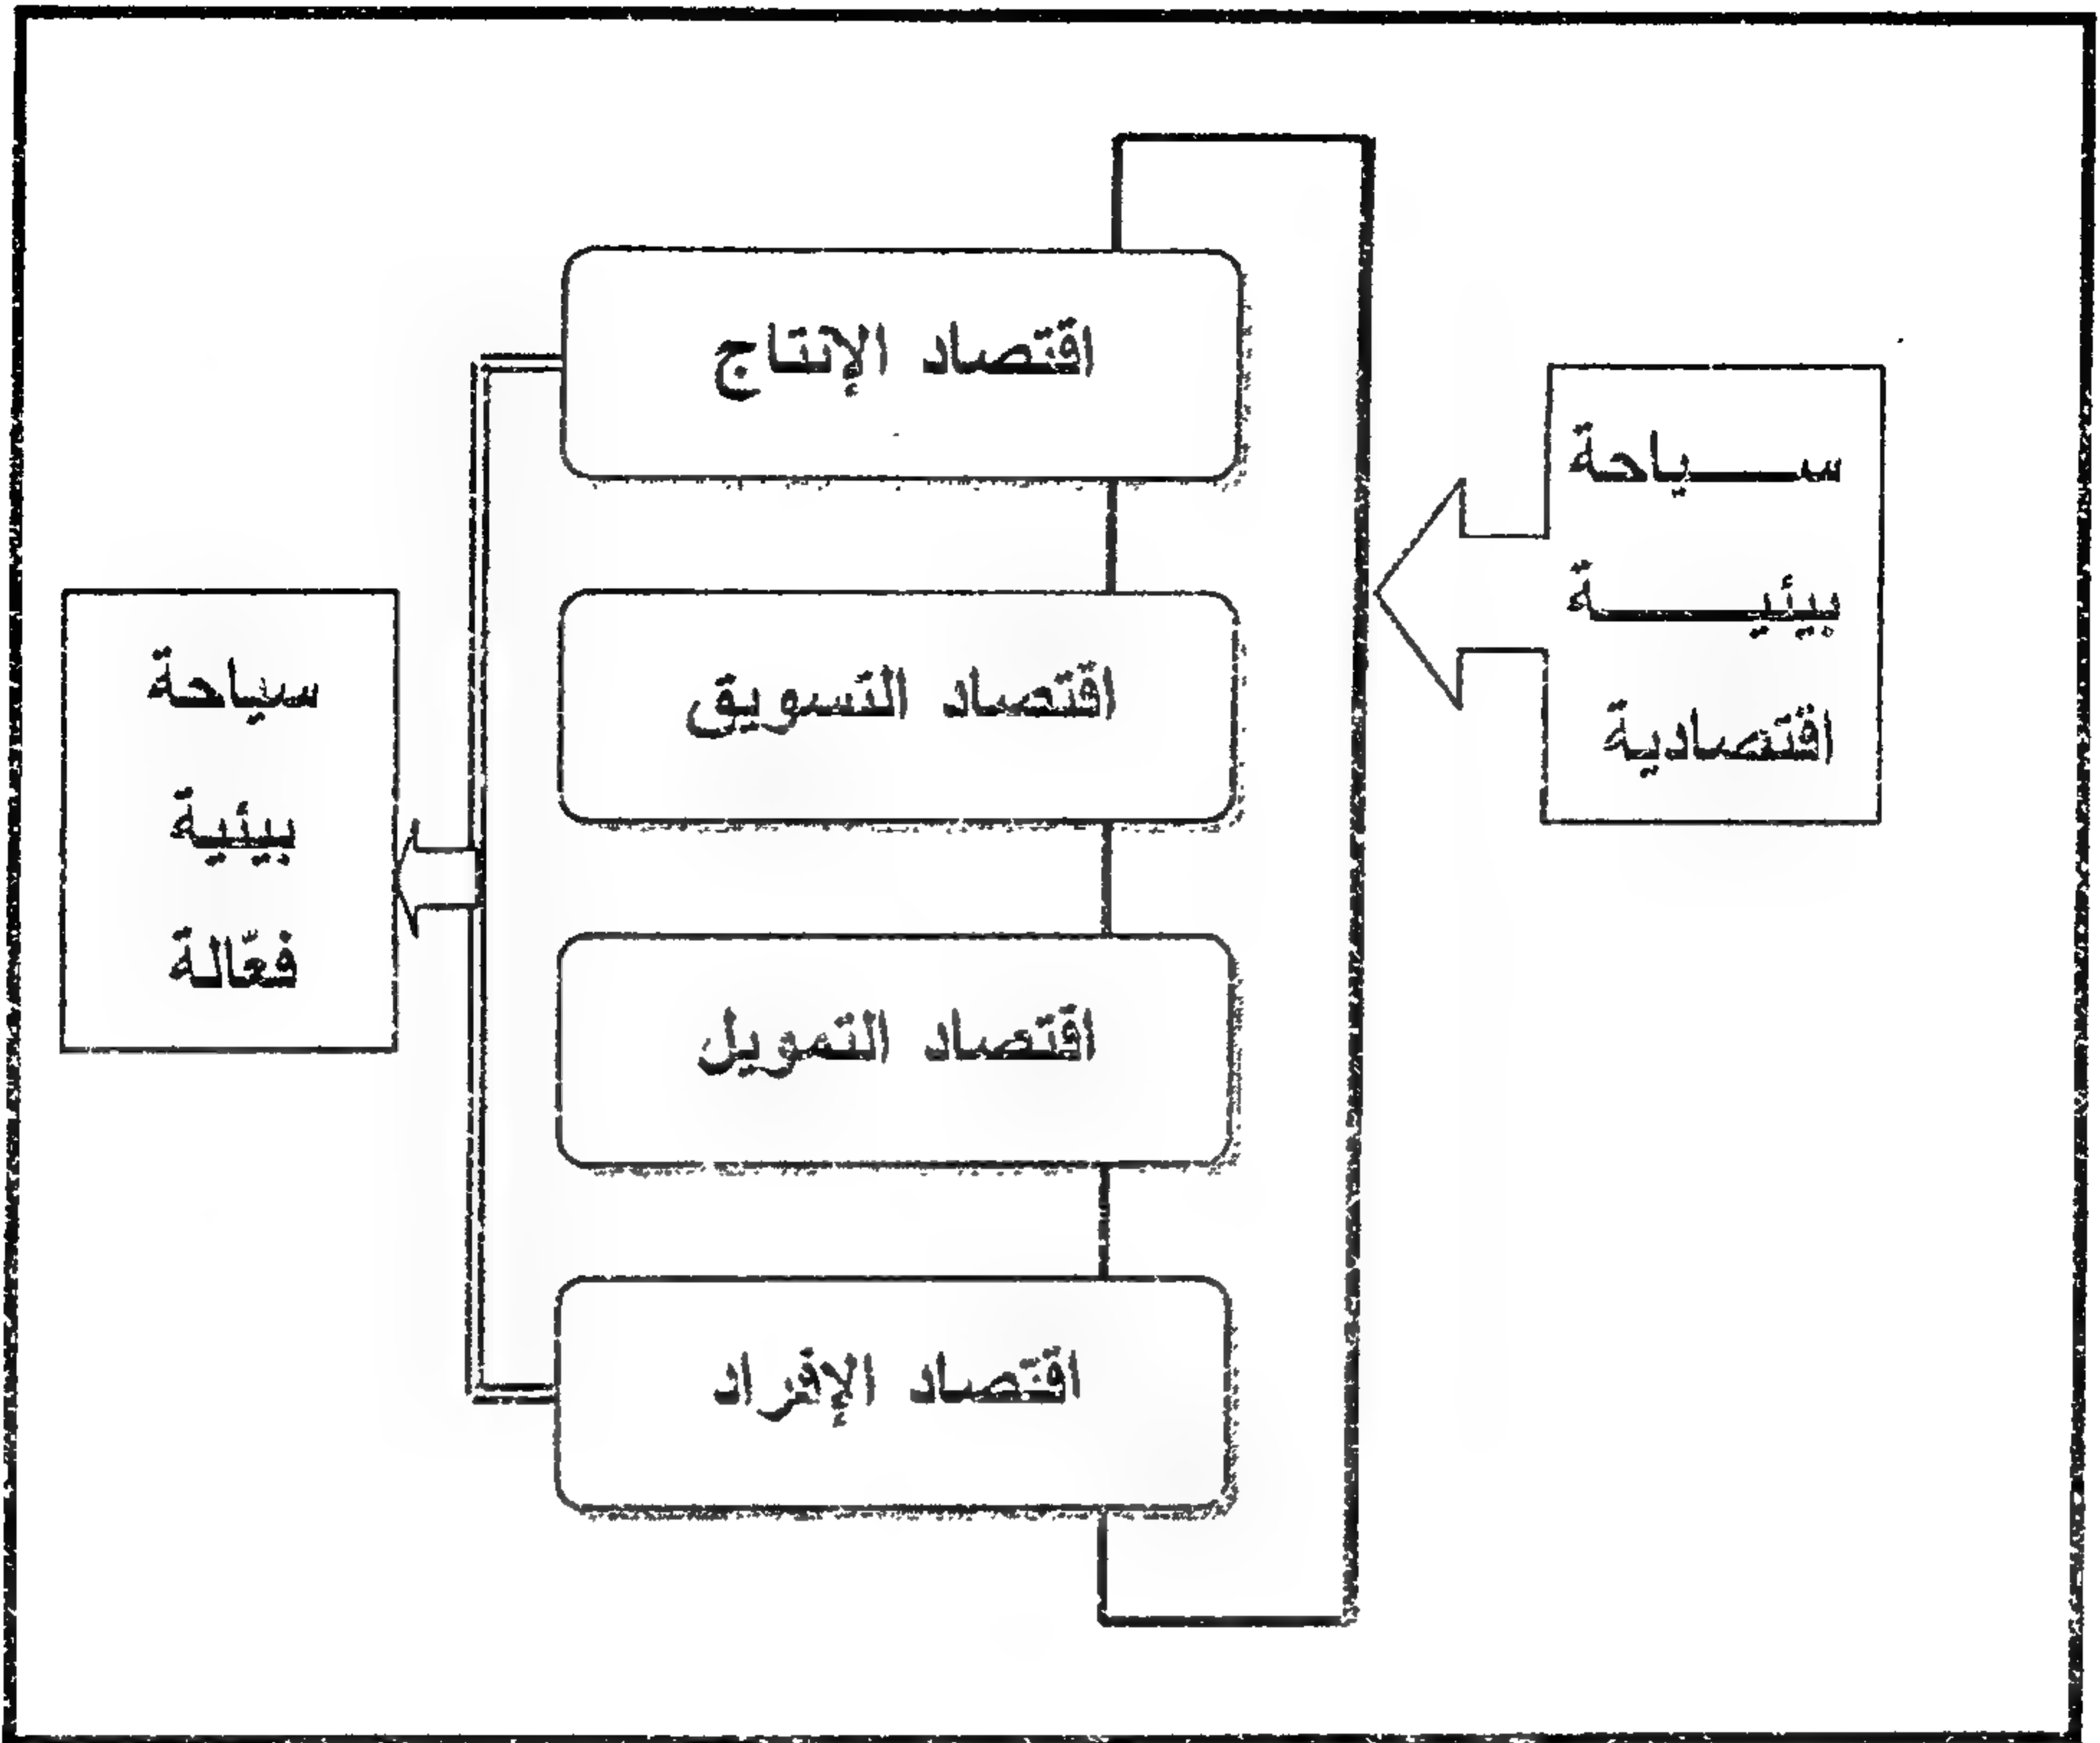 سياحة
بيئية
اقتصادية
اقتصاد الإنتاج
اقتصاد التسويق
اقتصاد التمويل
اقتصاد الإفراد
سياحة
بيئية
فعّالة